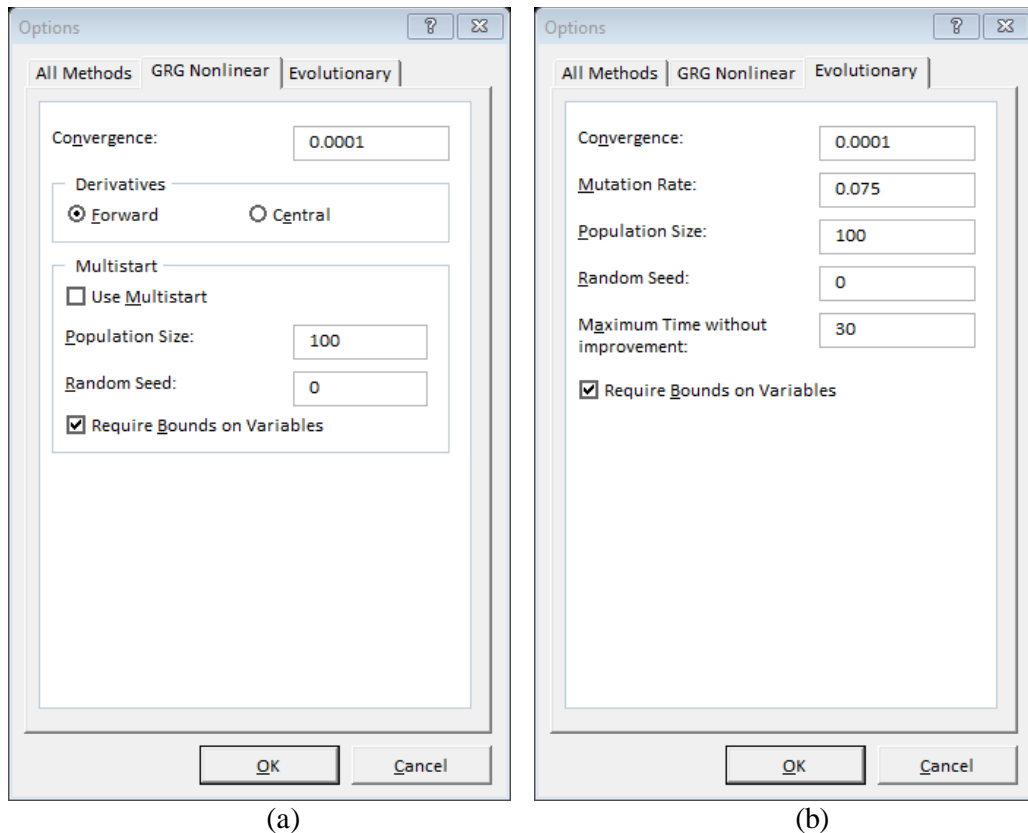 Options
All Methods GRG Nonlinear Evolutionary
Convergence: 0.0001
Derivatives
Forward Central
Multistart
Use Multistart
Population Size: 100
Random Seed: 0
Require Bounds on Variables
OK Cancel
(a)
Options
All Methods GRG Nonlinear Evolutionary
Convergence: 0.0001
Mutation Rate: 0.075
Population Size: 100
Random Seed: 0
Maximum Time without
improvement: 30
Require Bounds on Variables
OK Cancel
(b)